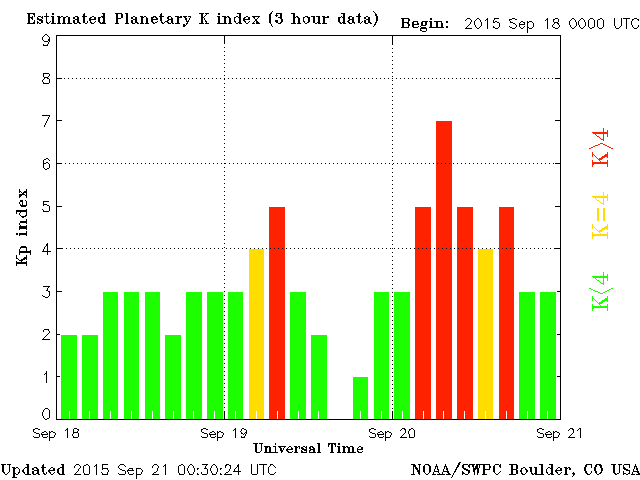 Estimated Planetary K index (3 hour data) Begin: 2015 Sep 18 0000 UTC
9
8
7
6
5
4
3
2
1
0
Kp index
K>4
K=4
K<4
Sep 18 Sep 19 Sep 20 Sep 21
Universal Time
Updated 2015 Sep 21 00:30:24 UTC NOAA/SWPC Boulder, CO USA